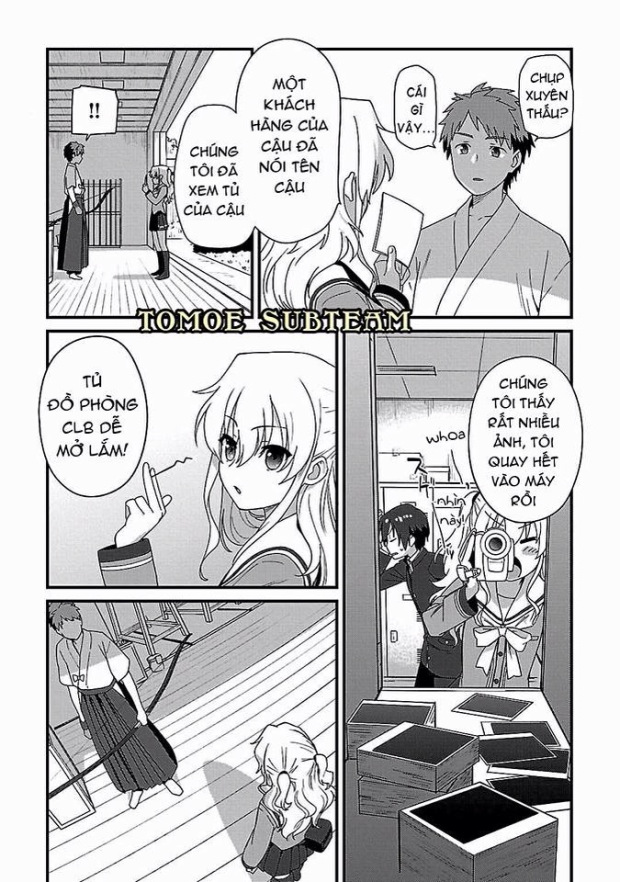 CHỤP
XUYÊN
THẤU?
CÁI
GÌ
VẬY...
MỘT
KHÁCH
HÀNG CỦA
CẬU ĐÃ
NÓI TÊN
CẬU
CHÚNG
TÔI ĐÃ
XEM TỦ
CỦA CẬU
!!
TOMOE SUBTEAM
CHÚNG
TÔI THẤY
RẤT NHIỀU
ẢNH, TÔI
QUAY HẾT
VÀO MÁY
RỒI
whoa
nhìn
này!
TỦ
ĐỒ PHÒNG
CLB DỄ
MỞ LẮM!